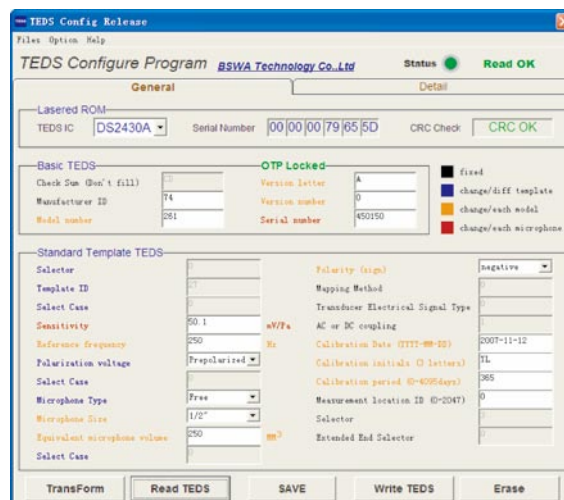 TEDS Config Release
Files Option Help
TEDS Configure Program BSWA Technology Co.,Ltd Status Read OK
General Detail
Lasered ROM
TEDS IC DS2430A Serial Number 00 00 00 79 65 5D CRC Check CRC OK
Basic TEDS OTP Locked
Check Sum (Don't fill) Version letter A
Manufacturer ID 74 Version number 0
Model number 261 Serial number 450150
fixed
change/diff template
change/each model
change/each microphone
Standard Template TEDS
Selector 0 Polarity (sign) negative
Template ID 27 Mapping Method
Select Case Transducer Electrical Signal Type
Sensitivity 50.1 mV/Pa AC or DC coupling
Reference frequency 250 Hz Calibration Date (YYYY-MM-DD) 2007-11-12
Polarization voltage Prepolarized Calibration initials (3 letters) YL
Select Case Calibration period (0-4095days) 365
Microphone Type Free Measurement location ID (0-2047) 0
Microphone Size 1/2" Selector
Equivalent microphone volume 250 mm3 Extended End Selector
Select Case
TransForm Read TEDS SAVE Write TEDS Erase